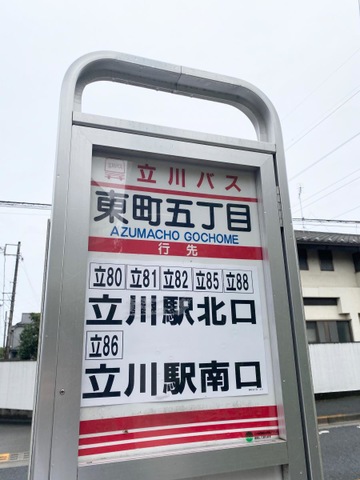 立川バス
東町五丁目
AZUMACHO GOCHOME
行先
立80 立81 立82 立85 立88
立川駅北口
立86
立川駅南口